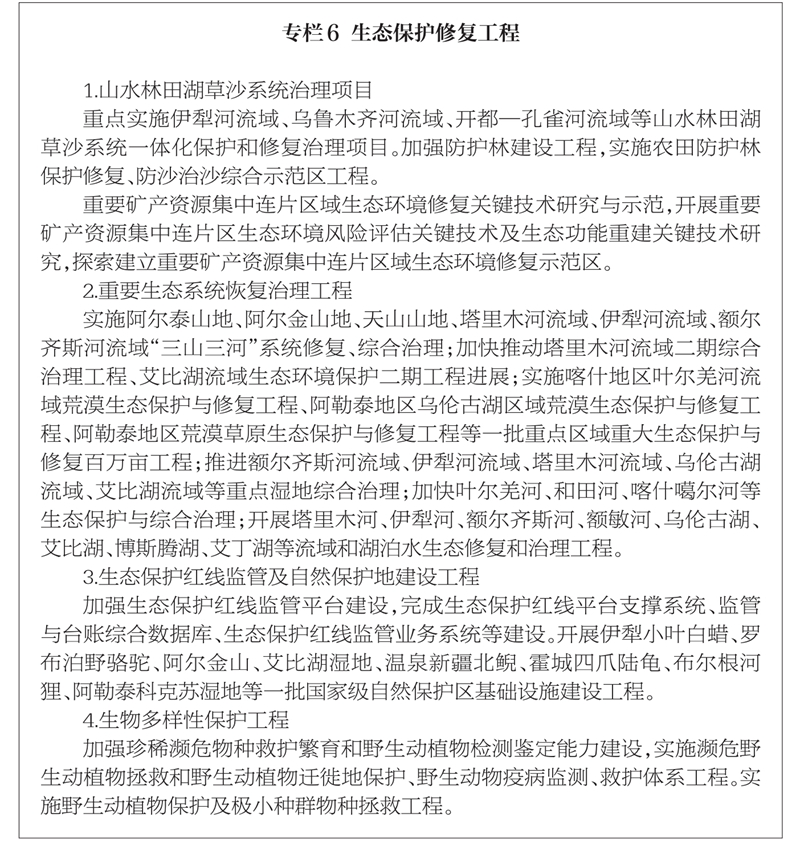 专栏6 生态保护修复工程
1.山水林田湖草沙系统治理项目
重点实施伊犁河流域、乌鲁木齐河流域、开都—孔雀河流域等山水林田湖
草沙系统一体化保护和修复治理项目。加强防护林建设工程,实施农田防护林
保护修复、防沙治沙综合示范区工程。
重要矿产资源集中连片区域生态环境修复关键技术研究与示范,开展重要
矿产资源集中连片区生态环境风险评估关键技术及生态功能重建关键技术研
究,探索建立重要矿产资源集中连片区域生态环境修复示范区。
2.重要生态系统恢复治理工程
实施阿尔泰山地、阿尔金山地、天山山地、塔里木河流域、伊犁河流域、额尔
齐斯河流域“三山三河”系统修复、综合治理;加快推动塔里木河流域二期综合
治理工程、艾比湖流域生态环境保护二期工程进展;实施喀什地区叶尔羌河流
域荒漠生态保护与修复工程、阿勒泰地区乌伦古湖区域荒漠生态保护与修复工
程、阿勒泰地区荒漠草原生态保护与修复工程等一批重点区域重大生态保护与
修复百万亩工程;推进额尔齐斯河流域、伊犁河流域、塔里木河流域、乌伦古湖
流域、艾比湖流域等重点湿地综合治理;加快叶尔羌河、和田河、喀什噶尔河等
生态保护与综合治理;开展塔里木河、伊犁河、额尔齐斯河、额敏河、乌伦古湖、
艾比湖、博斯腾湖、艾丁湖等流域和湖泊水生态修复和治理工程。
3.生态保护红线监管及自然保护地建设工程
加强生态保护红线监管平台建设,完成生态保护红线平台支撑系统、监管
与台账综合数据库、生态保护红线监管业务系统等建设。开展伊犁小叶白蜡、罗
布泊野骆驼、阿尔金山、艾比湖湿地、温泉新疆北鲵、霍城四爪陆龟、布尔根河
狸、阿勒泰科克苏湿地等一批国家级自然保护区基础设施建设工程。
4.生物多样性保护工程
加强珍稀濒危物种救护繁育和野生动植物检测鉴定能力建设,实施濒危野
生动植物拯救和野生动植物迁徙地保护、野生动物疫病监测、救护体系工程。实
施野生动植物保护及极小种群物种拯救工程。